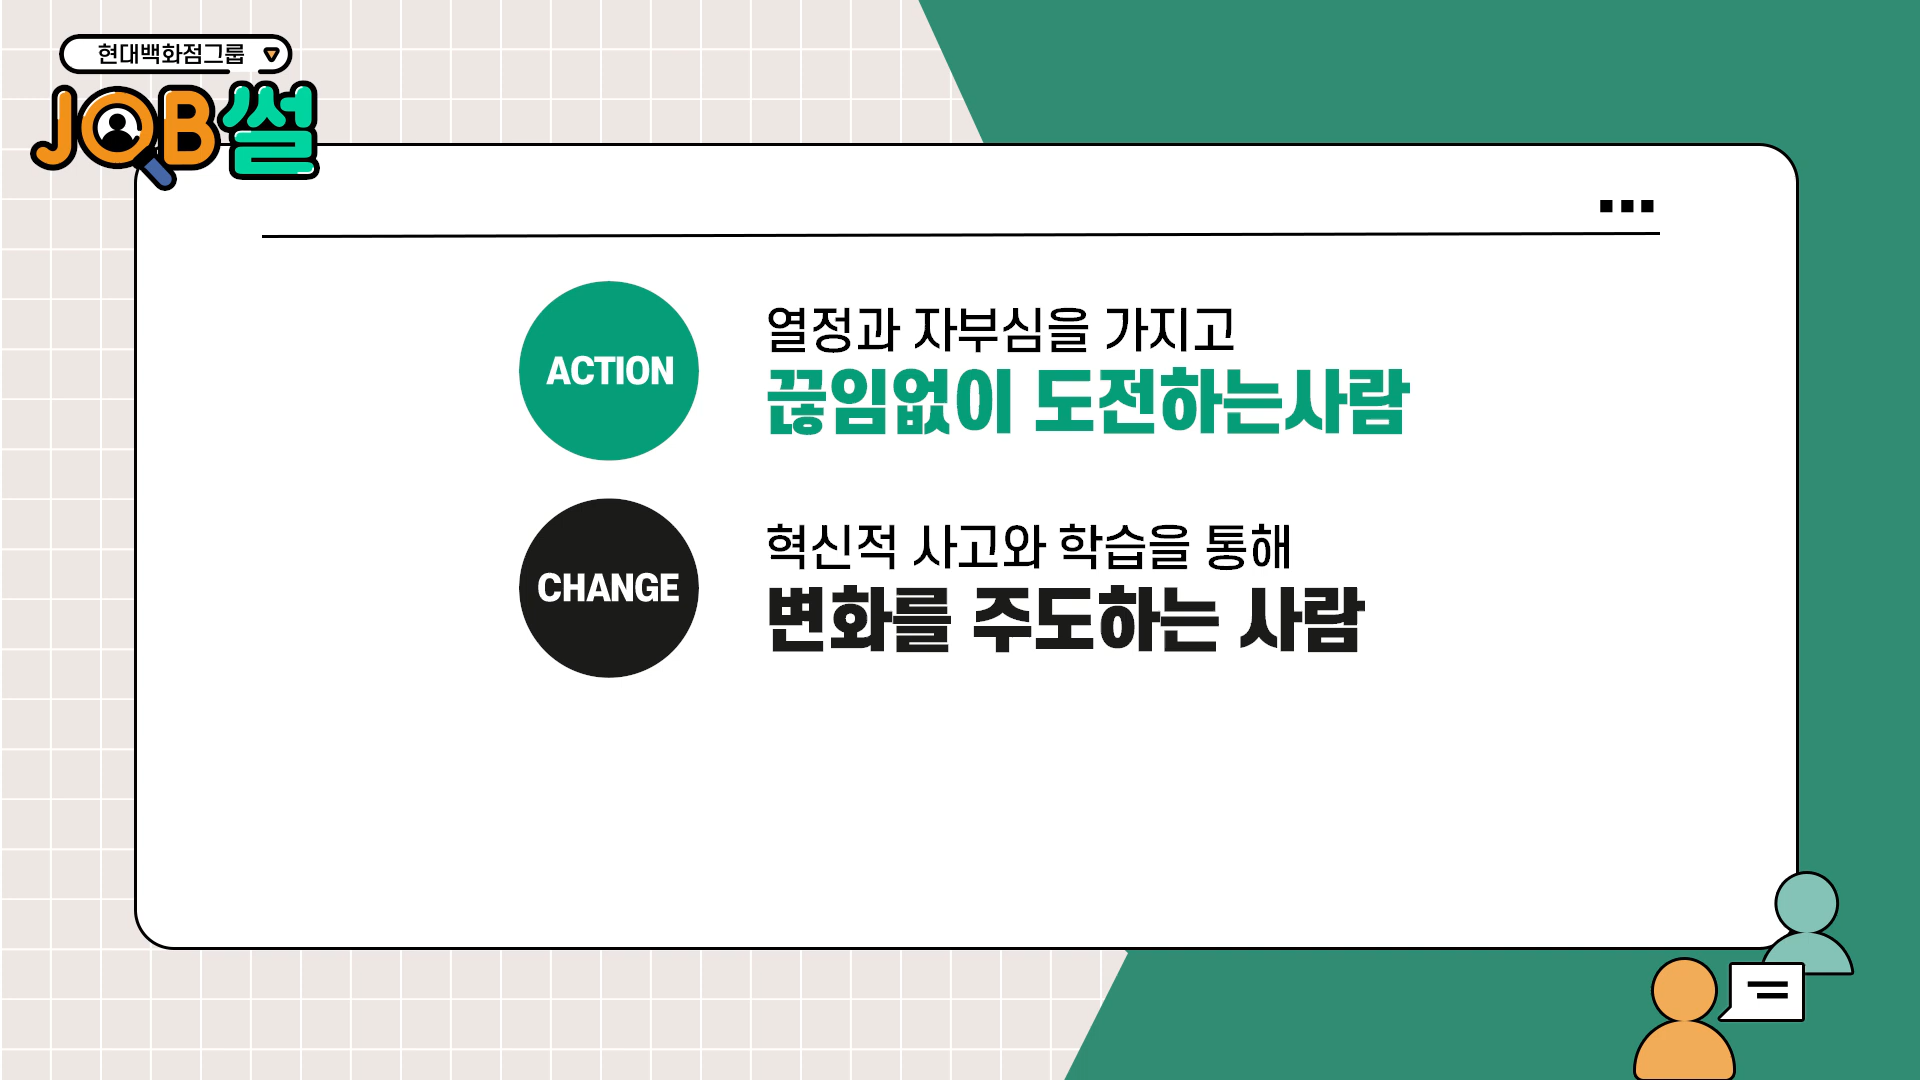 현대백화점그룹
JOB썰
ACTION
열정과 자부심을 가지고
끊임없이 도전하는사람
CHANGE
혁신적 사고와 학습을 통해
변화를 주도하는 사람